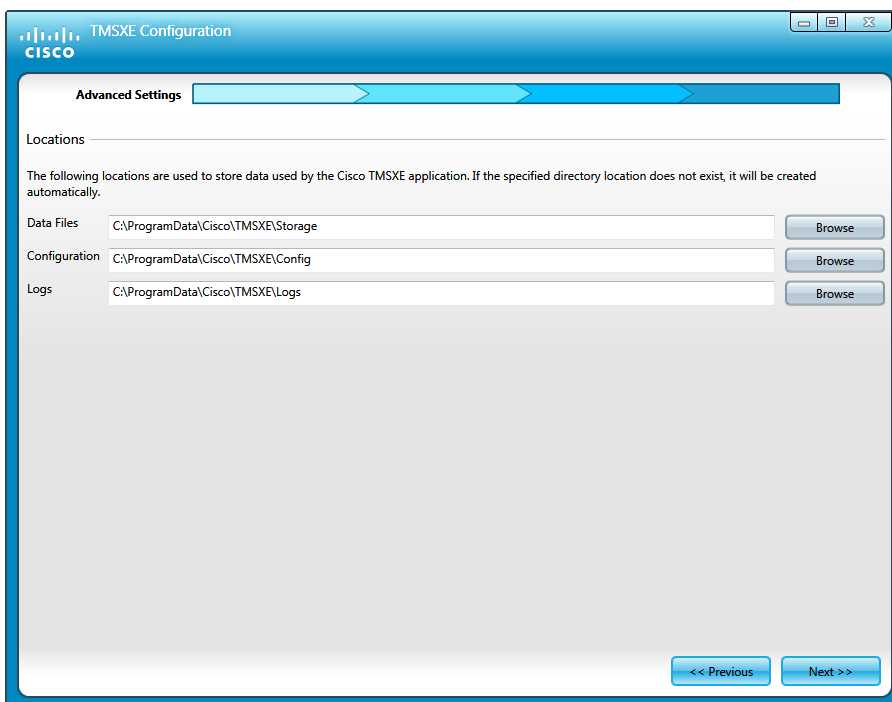 TMSXE Configuration
CISCO
Advanced Settings
Locations
The following locations are used to store data used by the Cisco TMSXE application. If the specified directory location does not exist, it will be created
automatically.
Data Files C:\ProgramData\Cisco\TMSXE\Storage Browse
Configuration C:\ProgramData\Cisco\TMSXE\Config Browse
Logs C:\ProgramData\Cisco\TMSXE\Logs Browse
<< Previous Next >>